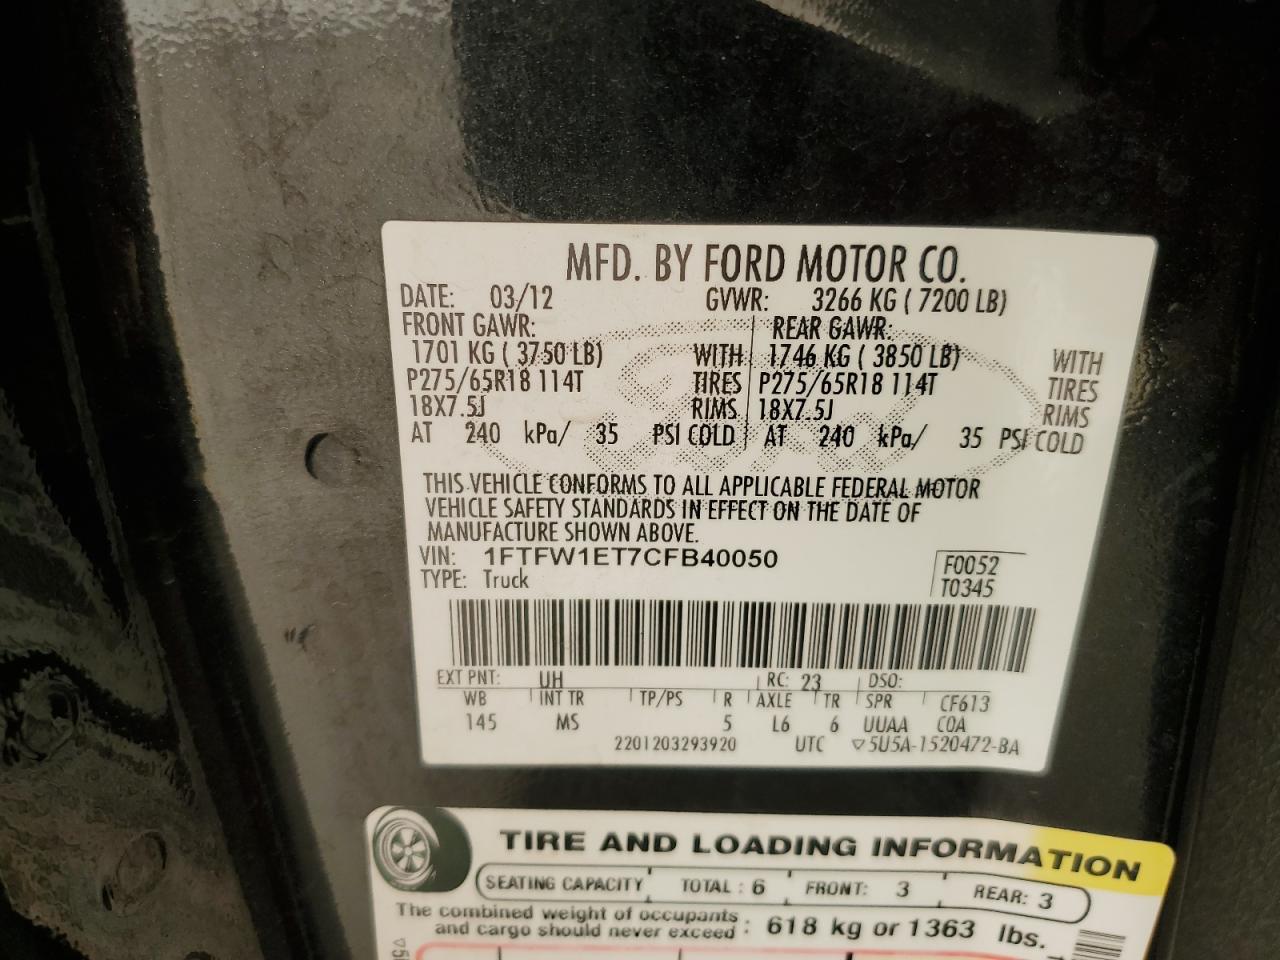 MFD. BY FORD MOTOR CO.
DATE: 03/12 GVWR: 3266 KG ( 7200 LB)
FRONT GAWR: REAR GAWR:
1701 KG ( 3750 LB) WITH 1746 KG ( 3850 LB) WITH
P275/65R18 114T TIRES P275/65R18 114T TIRES
18X7.5J RIMS 18X7.5J RIMS
AT 240 kPa/ 35 PSI COLD AT 240 kPa/ 35 PSI COLD
THIS VEHICLE CONFORMS TO ALL APPLICABLE FEDERAL MOTOR
VEHICLE SAFETY STANDARDS IN EFFECT ON THE DATE OF
MANUFACTURE SHOWN ABOVE.
VIN: 1FTFW1ET7CFB40050
F0052
TYPE: Truck
T0345
EXT PNT: UH RC: 23 DSO:
WB INT TR TP/PS R AXLE TR SPR CF613
145 MS 5 L6 6 UUAA COA
2201203293920 UTC ▽5U5A-1520472-BA
TIRE AND LOADING INFORMATION
SEATING CAPACITY TOTAL : 6 FRONT: 3 REAR: 3
The combined weight of occupants
and cargo should never exceed : 618 kg or 1363 lbs.